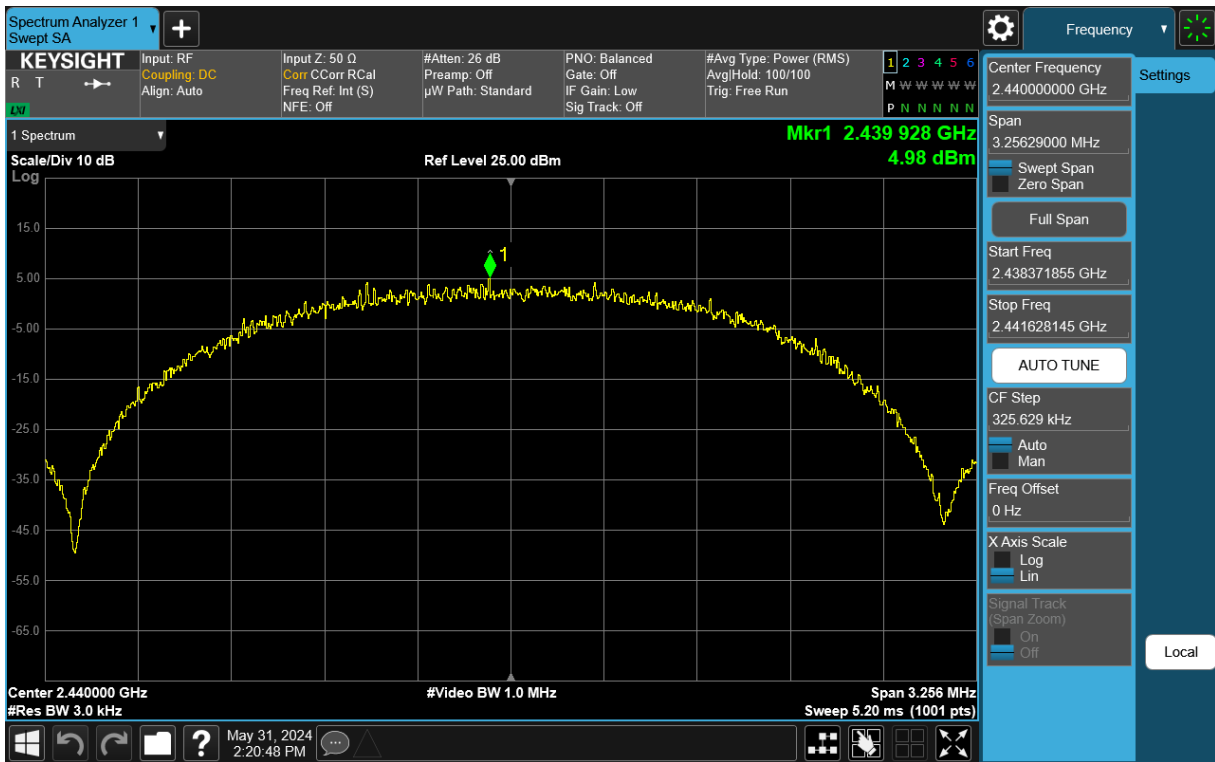 Spectrum Analyzer 1
Swept SA
Frequency
KEYSIGHT
R T
LXI
Input: RF
Coupling: DC
Align: Auto
Input Z: 50 Ω
Corr CCorr RCal
Freq Ref: Int (S)
NFE: Off
#Atten: 26 dB
Preamp: Off
µW Path: Standard
PNO: Balanced
Gate: Off
IF Gain: Low
Sig Track: Off
#Avg Type: Power (RMS)
Avg|Hold: 100/100
Trig: Free Run
1 2 3 4 5 6
M W W W W W
P N N N N N
1 Spectrum
Mkr1 2.439 928 GHz
4.98 dBm
Scale/Div 10 dB
Ref Level 25.00 dBm
Log
15.0
5.00
-5.00
-15.0
-25.0
-35.0
-45.0
-55.0
-65.0
1
Center 2.440000 GHz
#Video BW 1.0 MHz
Span 3.256 MHz
#Res BW 3.0 kHz
Sweep 5.20 ms (1001 pts)
?
May 31, 2024
2:20:48 PM
Center Frequency
2.440000000 GHz
Span
3.25629000 MHz
Swept Span
Zero Span
Full Span
Start Freq
2.438371855 GHz
Stop Freq
2.441628145 GHz
AUTO TUNE
CF Step
325.629 kHz
Auto
Man
Freq Offset
0 Hz
X Axis Scale
Log
Lin
Signal Track
(Span Zoom)
On
Off
Settings
Local